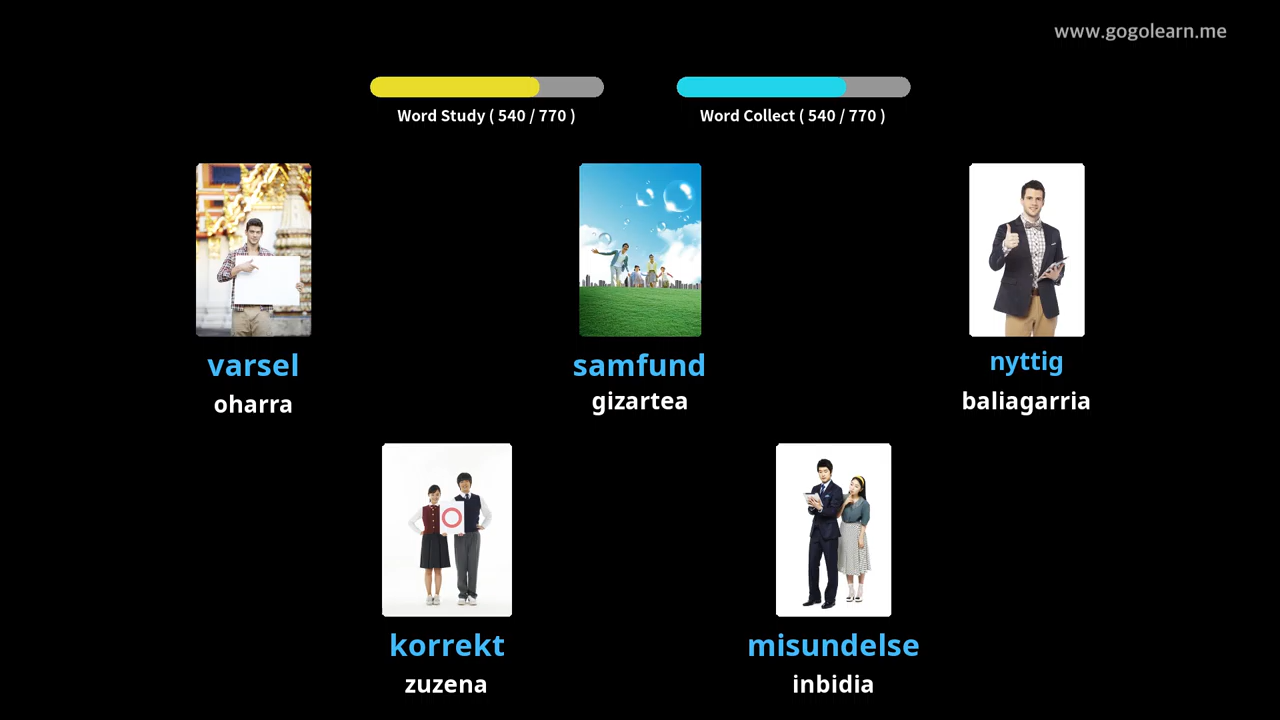 www.gogolearn.me
Word Study ( 540 / 770 )
Word Collect ( 540 / 770 )
varsel
samfund
nyttig
oharra
gizartea
baliagarria
korrekt
misundelse
zuzena
inbidia